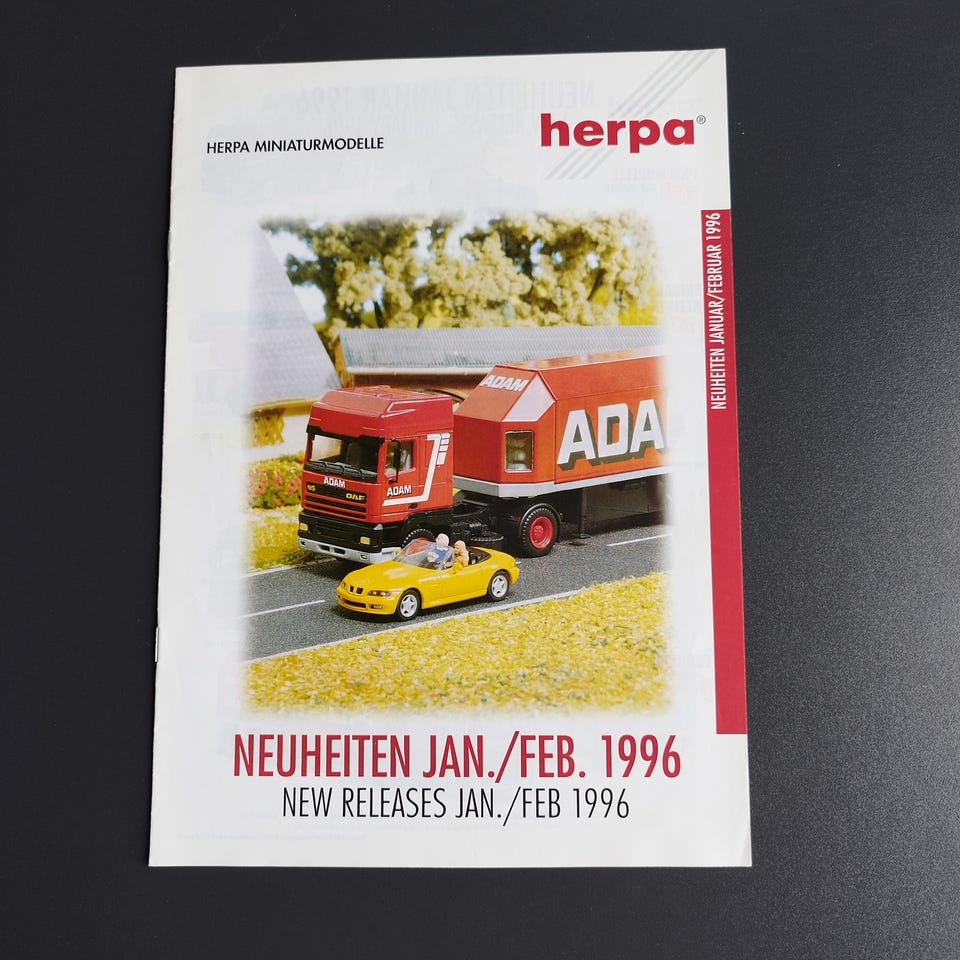 HERPA MINIATURMODELLE
herpa®
NEUHEITEN JANUAR/FEBRUAR 1996
ADAM
ADA
ADAM
ADAM
95 DAF
NEUHEITEN JAN./FEB. 1996
NEW RELEASES JAN./FEB 1996